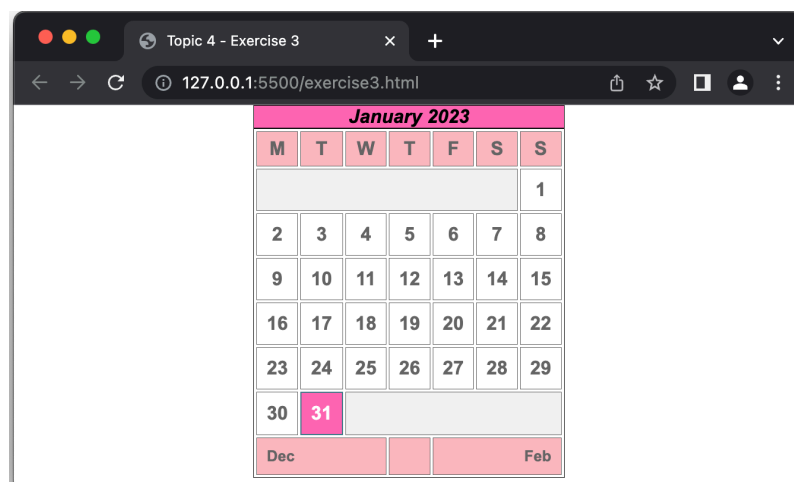 Topic 4 - Exercise 3
127.0.0.1:5500/exercise3.html
January 2023
M T W T F S S
1
2 3 4 5 6 7 8
9 10 11 12 13 14 15
16 17 18 19 20 21 22
23 24 25 26 27 28 29
30 31
Dec Feb